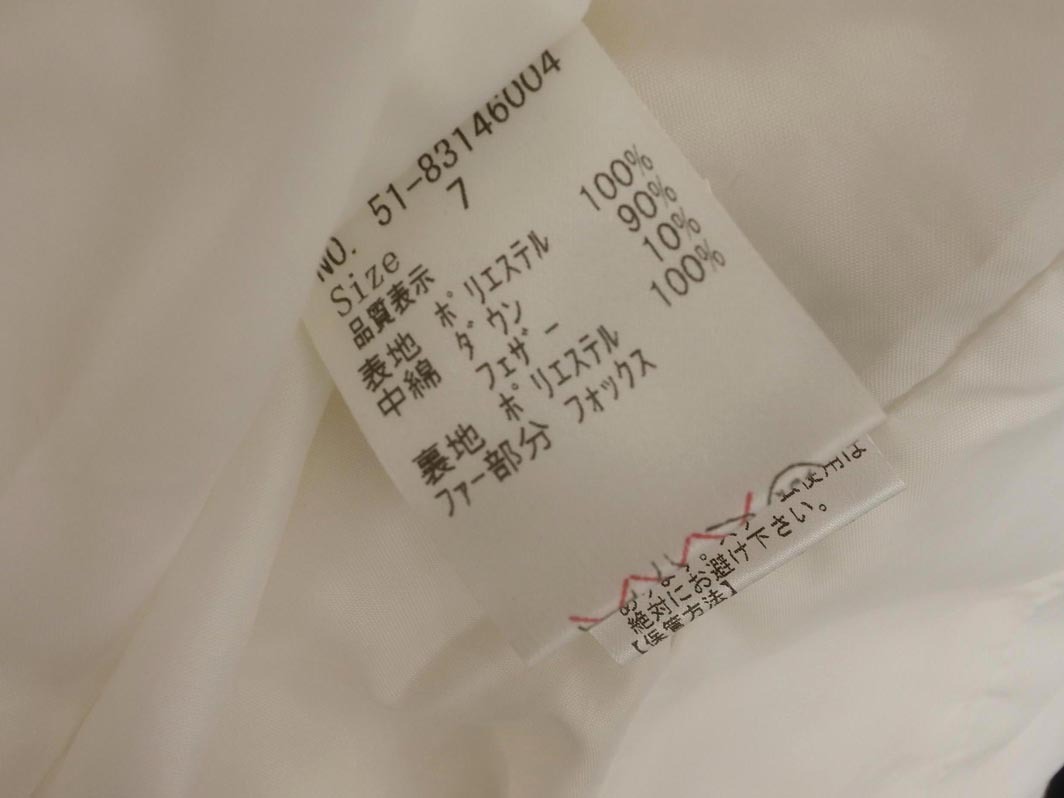 NO. 51-83146004
Size 7
品質表示
表地 ポリエステル 100%
中綿 ダウン 90%
フェザー 10%
裏地 ポリエステル 100%
ファー部分 フォックス
使用は
絶対にお避け下さい。
【保管方法】